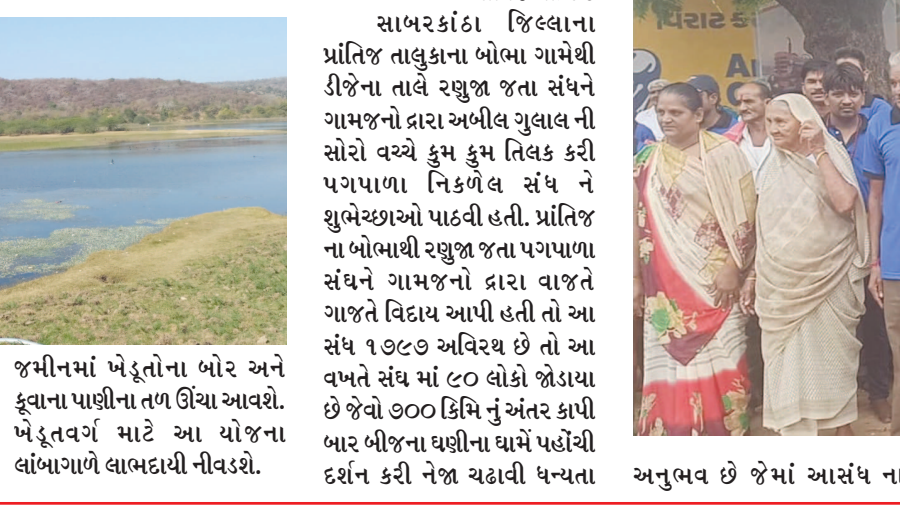 જમીનમાં ખેડૂતોના બોર અને
કૂવાના પાણીના તળ ઊંચા આવશે.
ખેડૂતવર્ગ માટે આ યોજના
લાંબાગાળે લાભદાયી નીવડશે.
સાબરકાંઠા જિલ્લાના
પ્રાંતિજ તાલુકાના બોભા ગામેથી
ડીજેના તાલે રણુજા જતા સંધને
ગામજનો દ્રારા અબીલ ગુલાલ ની
સોરો વચ્ચે કુમ કુમ તિલક કરી
પગપાળા નિકળેલ સંધ ને
શુભેચ્છાઓ પાઠવી હતી. પ્રાંતિજ
ના બોભાથી રણુજા જતા પગપાળા
સંઘને ગામજનો દ્રારા વાજતે
ગાજતે વિદાય આપી હતી તો આ
સંધ ૧૭૯૭ અવિરથ છે તો આ
વખતે સંઘ માં ૯૦ લોકો જોડાયા
છે જેવો ૭૦૦ કિમિ નું અંતર કાપી
બાર બીજના ધણીના ધામેં પહોંચી
દર્શન કરી નેજા ચઢાવી ધન્યતા
વિરાટ
અનુભવ છે જેમાં આસંધ ના